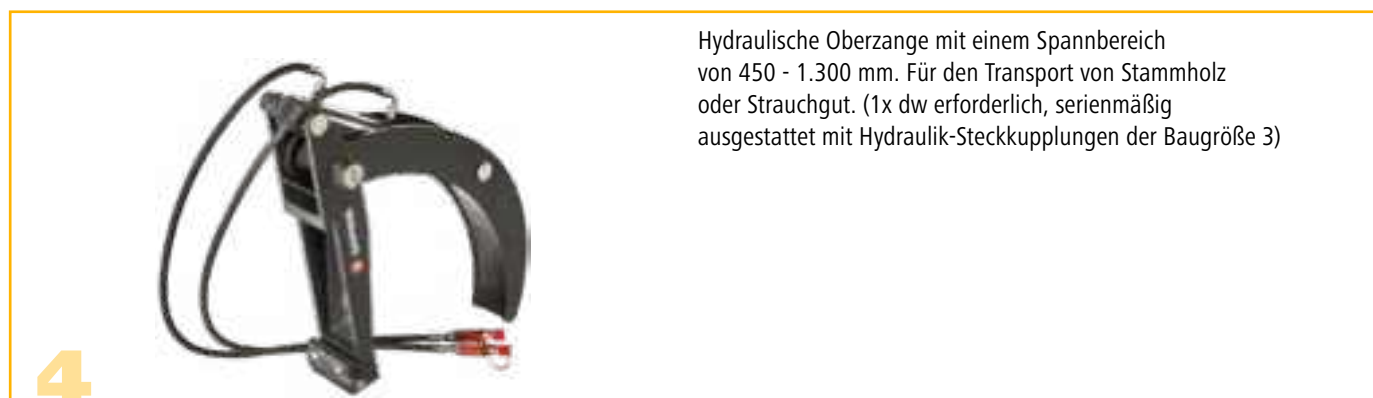 Hydraulische Oberzange mit einem Spannbereich
von 450 - 1.300 mm. Für den Transport von Stammholz
oder Strauchgut. (1x dw erforderlich, serienmäßig
ausgestattet mit Hydraulik-Steckkupplungen der Baugröße 3)
4